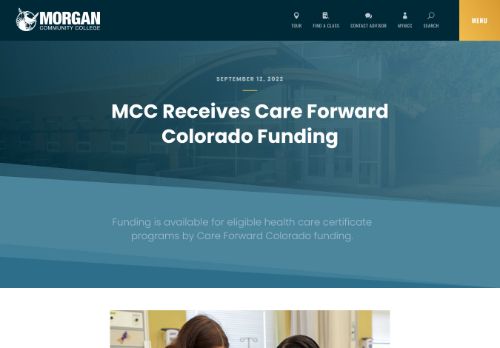 MORGAN
COMMUNITY COLLEGE
TOUR
FIND A CLASS
CONTACT ADVISOR
MYMCC
SEARCH
MENU
SEPTEMBER 12, 2022
MCC Receives Care Forward
Colorado Funding
Funding is available for eligible health care certificate
programs by Care Forward Colorado funding.